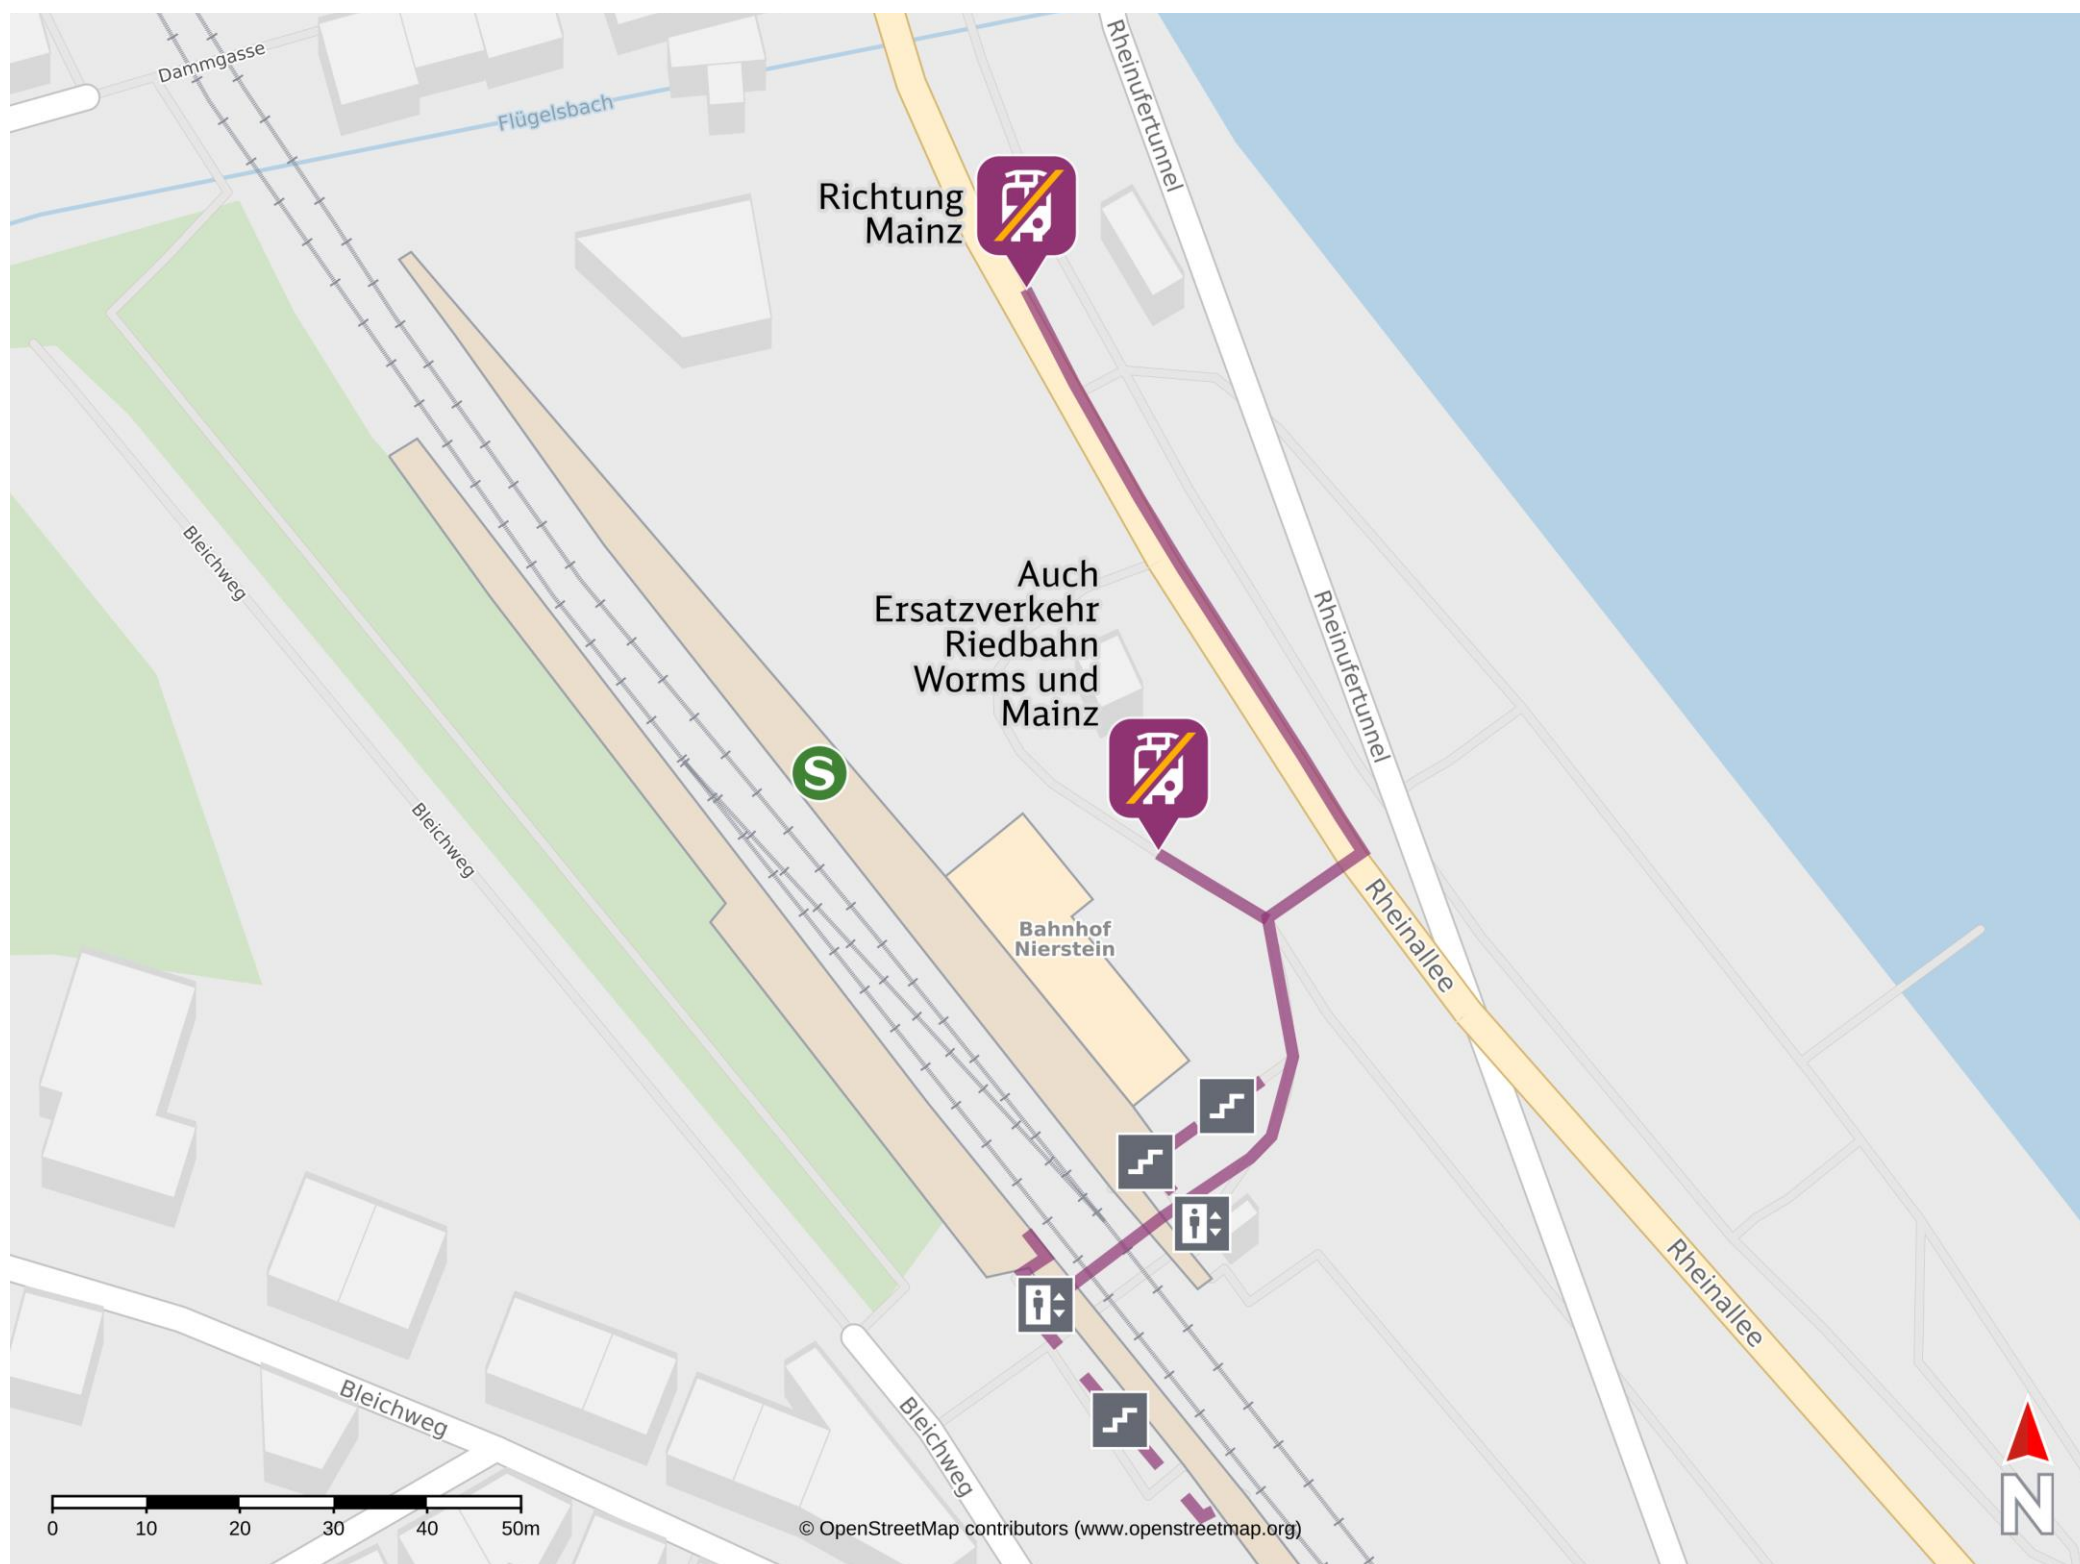 Dammgasse
Flügelsbach
Rheinufertunnel
Richtung
Mainz
Bleichweg
Auch
Ersatzverkehr
Riedbahn
Worms und
Mainz
Rheinufertunnel
S
Bleichweg
Rheinallee
Bahnhof
Nierstein
Rheinallee
Bleichweg
Bleichweg
0 10 20 30 40 50m
© OpenStreetMap contributors (www.openstreetmap.org)
N